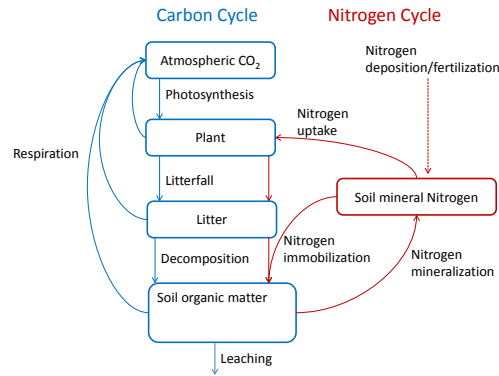 Carbon Cycle
Nitrogen Cycle
Atmospheric CO₂
Nitrogen
deposition/fertilization
Photosynthesis
Nitrogen
uptake
Plant
Respiration
Litterfall
Soil mineral Nitrogen
Litter
Nitrogen
immobilization
Decomposition
Nitrogen
mineralization
Soil organic matter
Leaching